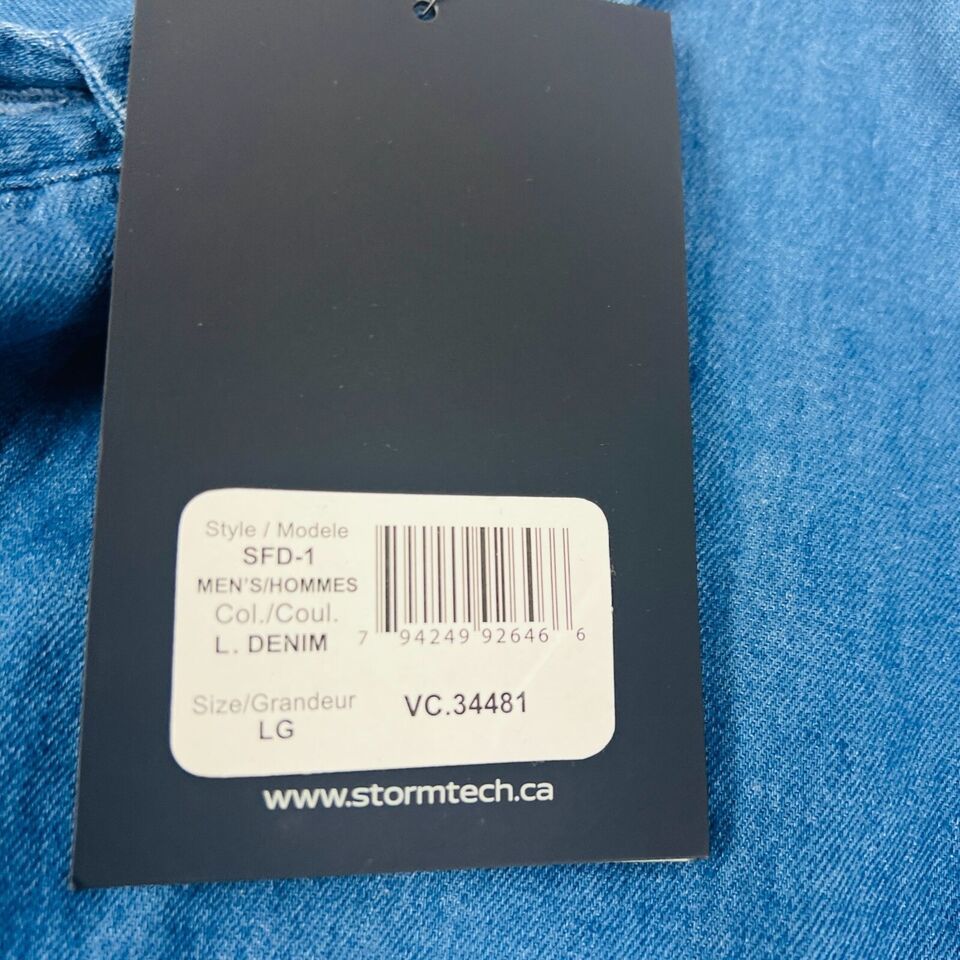 Style / Modele
SFD-1
MEN'S/HOMMES
Col./Coul.
L. DENIM
7 94249 92646 6
Size/Grandeur
LG
VC.34481
www.stormtech.ca